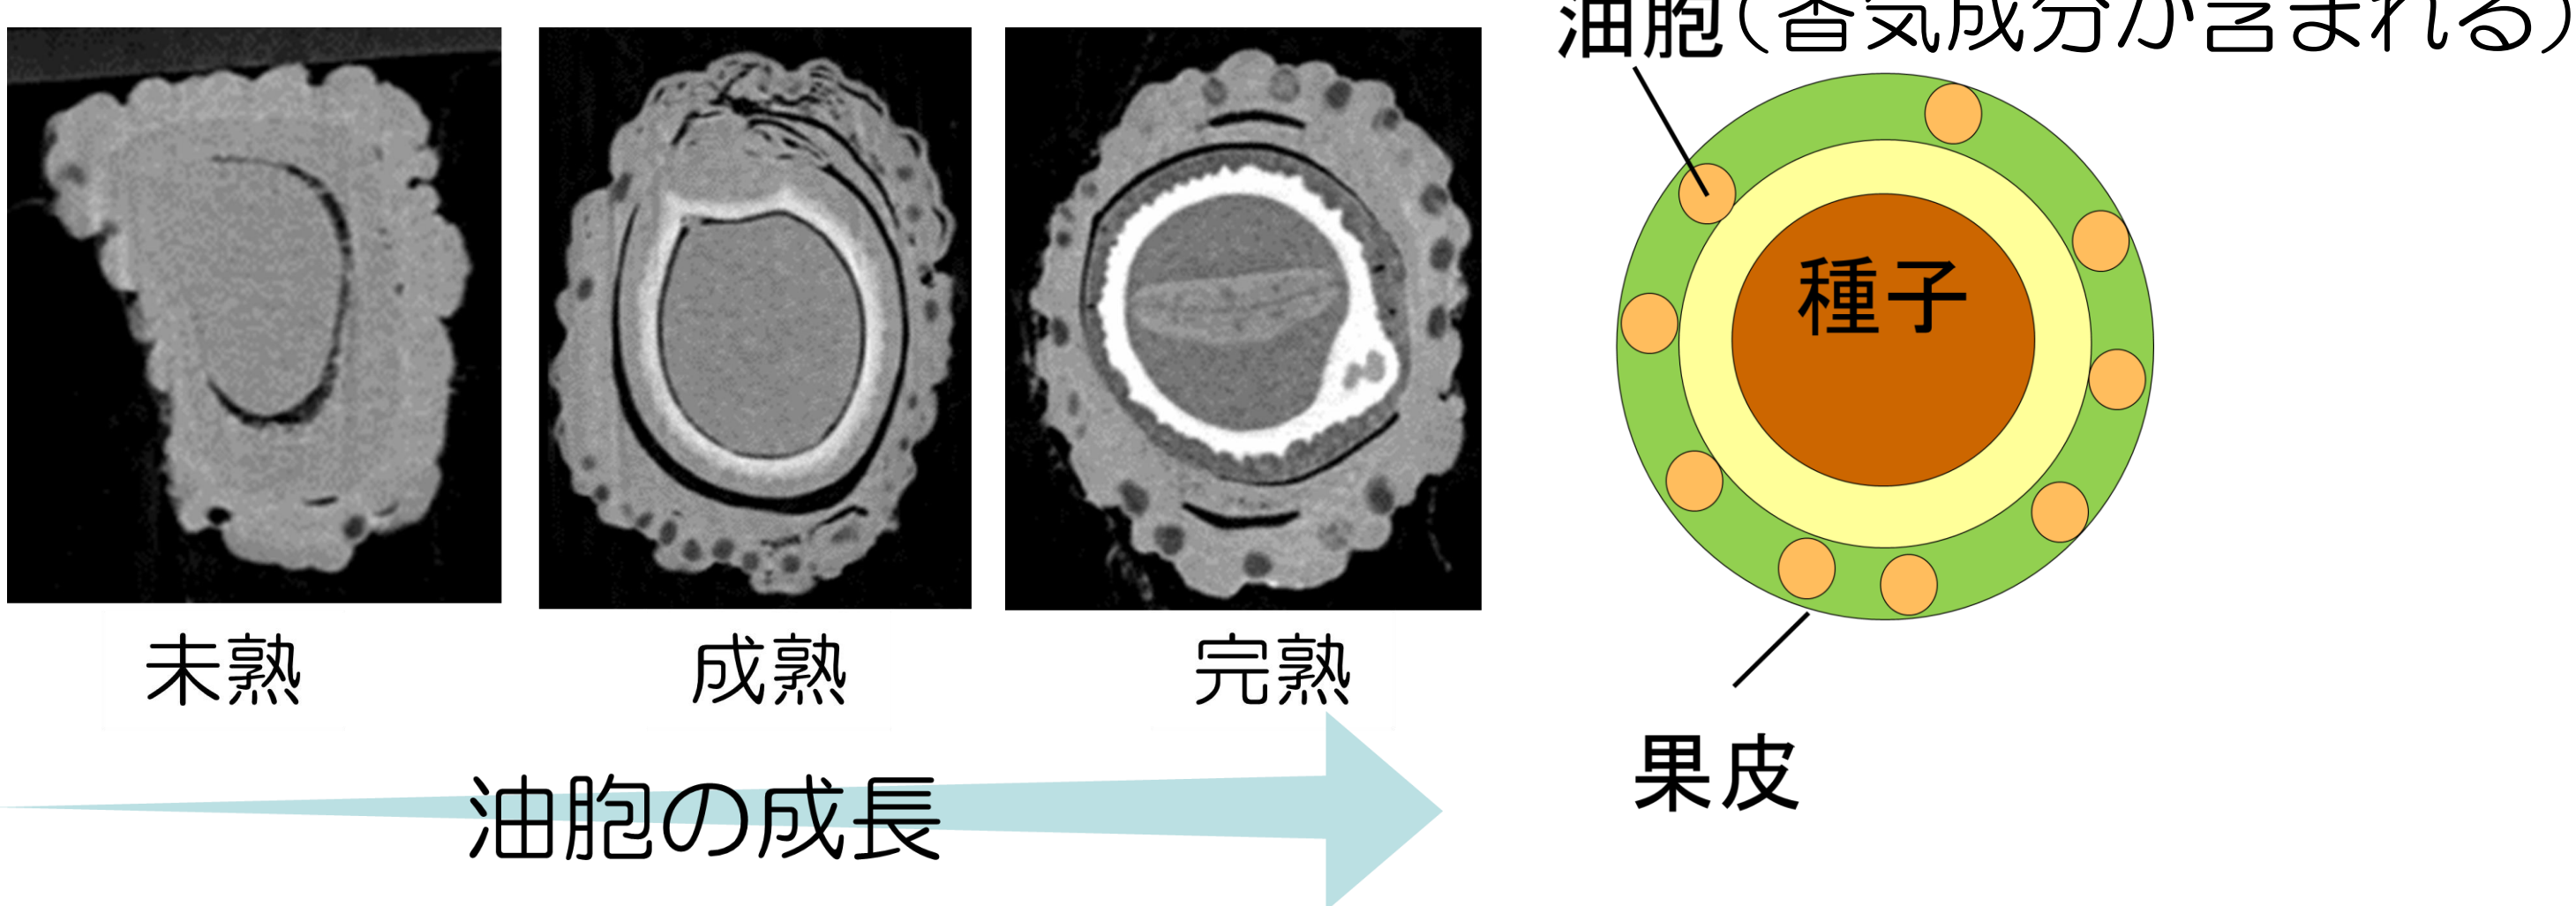 油胞(香気成分が含まれる)
種子
未熟
成熟
完熟
油胞の成長
果皮